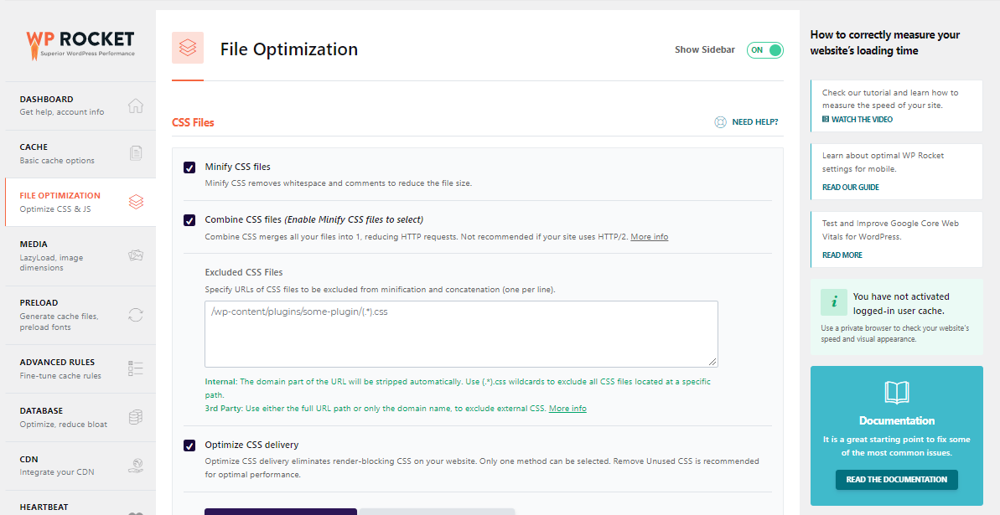 WP ROCKET
Superior WordPress Performance
DASHBOARD
Get help, account info
CACHE
Basic cache options
FILE OPTIMIZATION
Optimize CSS & JS
MEDIA
LazyLoad, image
dimensions
PRELOAD
Generate cache files,
preload fonts
ADVANCED RULES
Fine-tune cache rules
DATABASE
Optimize, reduce bloat
CDN
Integrate your CDN
HEARTBEAT
File Optimization
Show Sidebar
ON
CSS Files
NEED HELP?
Minify CSS files
Minify CSS removes whitespace and comments to reduce the file size.
Combine CSS files (Enable Minify CSS files to select)
Combine CSS merges all your files into 1, reducing HTTP requests. Not recommended if your site uses HTTP/2. More info
Excluded CSS Files
Specify URLs of CSS files to be excluded from minification and concatenation (one per line).
/wp-content/plugins/some-plugin/(.*).css
Internal: The domain part of the URL will be stripped automatically. Use (.*).css wildcards to exclude all CSS files located at a specific
path.
3rd Party: Use either the full URL path or only the domain name, to exclude external CSS. More info
Optimize CSS delivery
Optimize CSS delivery eliminates render-blocking CSS on your website. Only one method can be selected. Remove Unused CSS is recommended
for optimal performance.
How to correctly measure your
website's loading time
Check our tutorial and learn how to
measure the speed of your site.
WATCH THE VIDEO
Learn about optimal WP Rocket
settings for mobile.
READ OUR GUIDE
Test and Improve Google Core Web
Vitals for WordPress.
READ MORE
i
You have not activated
logged-in user cache.
Use a private browser to check your website's
speed and visual appearance.
Documentation
It is a great starting point to fix some
of the most common issues.
READ THE DOCUMENTATION